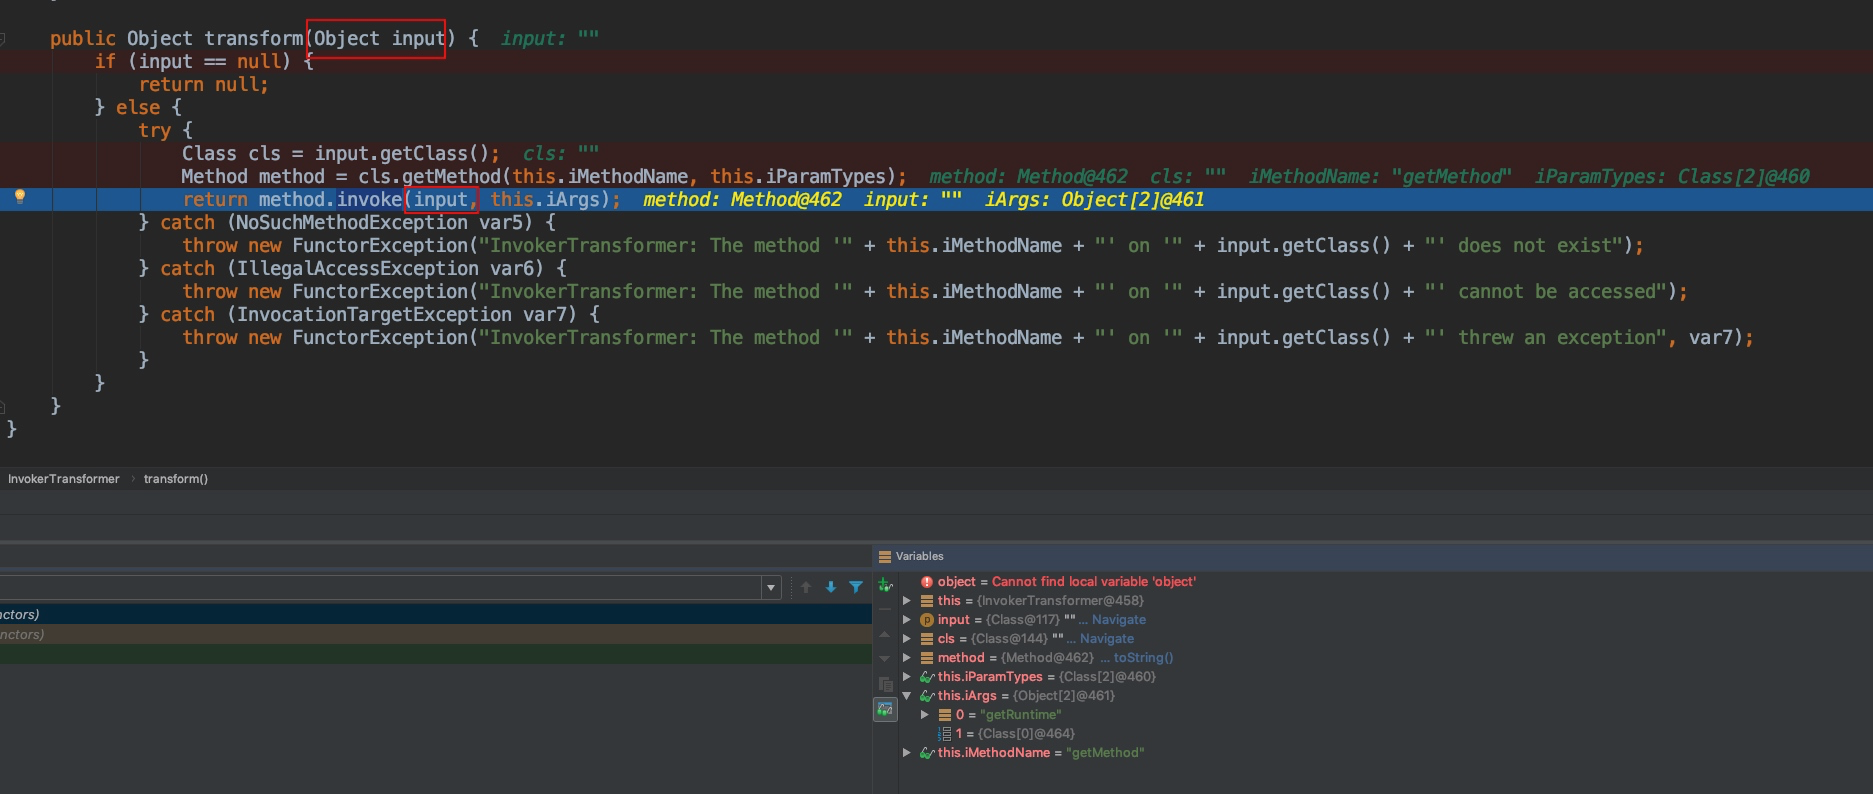 public Object transform(Object input) {  input: ""
if (input == null) {
return null;
} else {
try {
Class cls = input.getClass();  cls: ""
Method method = cls.getMethod(this.iMethodName, this.iParamTypes);  method: Method@462  cls: ""  iMethodName: "getMethod"  iParamTypes: Class[2]@460
return method.invoke(input, this.iArgs);  method: Method@462  input: ""  iArgs: Object[2]@461
} catch (NoSuchMethodException var5) {
throw new FunctorException("InvokerTransformer: The method '" + this.iMethodName + "' on '" + input.getClass() + "' does not exist");
} catch (IllegalAccessException var6) {
throw new FunctorException("InvokerTransformer: The method '" + this.iMethodName + "' on '" + input.getClass() + "' cannot be accessed");
} catch (InvocationTargetException var7) {
throw new FunctorException("InvokerTransformer: The method '" + this.iMethodName + "' on '" + input.getClass() + "' threw an exception", var7);
}
}
}
}
InvokerTransformer › transform()
Variables
object = Cannot find local variable 'object'
this = {InvokerTransformer@458}
input = {Class@117} "" ... Navigate
cls = {Class@144} "" ... Navigate
method = {Method@462} ... toString()
this.iParamTypes = {Class[2]@460}
this.iArgs = {Object[2]@461}
0 = "getRuntime"
1 = {Class[0]@464}
this.iMethodName = "getMethod"
nctors)
nctors)